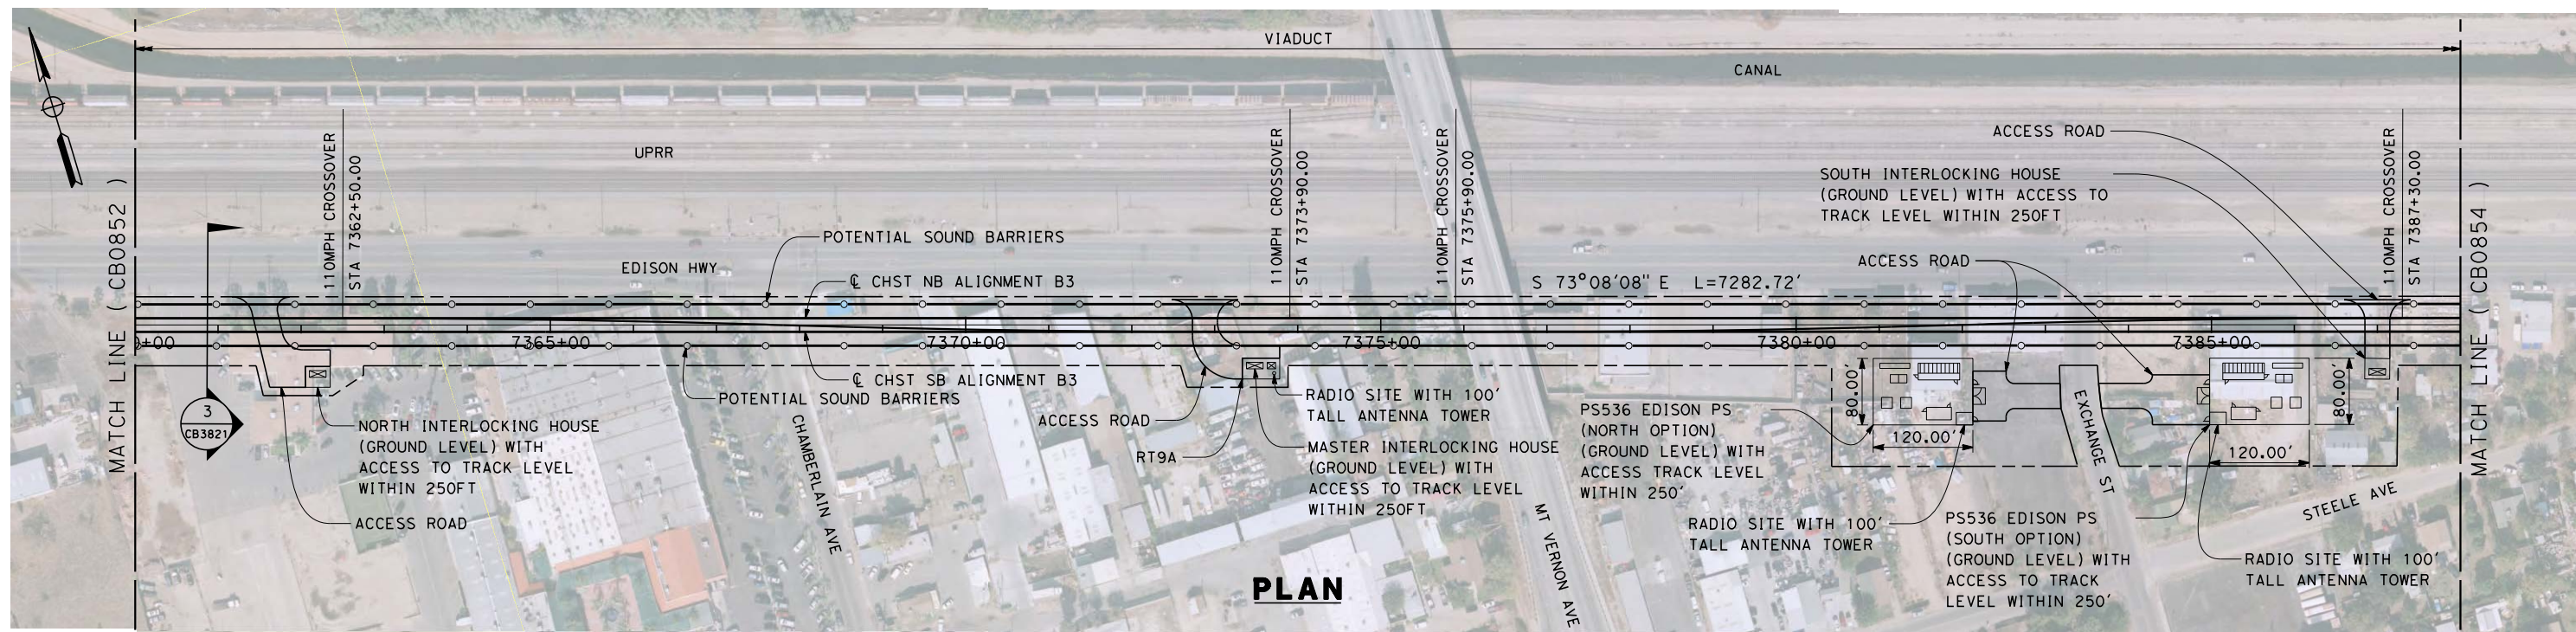 VIADUCT
CANAL
UPRR
MATCH LINE ( CB0852 )
110MPH CROSSOVER
STA 7362+50.00
POTENTIAL SOUND BARRIERS
EDISON HWY
℄ CHST NB ALIGNMENT B3
110MPH CROSSOVER
STA 7373+90.00
110MPH CROSSOVER
STA 7375+90.00
S 73°08'08" E L=7282.72'
ACCESS ROAD
SOUTH INTERLOCKING HOUSE
(GROUND LEVEL) WITH ACCESS TO
TRACK LEVEL WITHIN 250FT
ACCESS ROAD
110MPH CROSSOVER
STA 7387+30.00
MATCH LINE ( CB0854 )
+00
7365+00
7370+00
7375+00
7380+00
7385+00
℄ CHST SB ALIGNMENT B3
POTENTIAL SOUND BARRIERS
3
CB3821
NORTH INTERLOCKING HOUSE
(GROUND LEVEL) WITH
ACCESS TO TRACK LEVEL
WITHIN 250FT
ACCESS ROAD
CHAMBERLAIN AVE
ACCESS ROAD
RT9A
RADIO SITE WITH 100'
TALL ANTENNA TOWER
MASTER INTERLOCKING HOUSE
(GROUND LEVEL) WITH
ACCESS TO TRACK LEVEL
WITHIN 250FT
MT VERNON AVE
PS536 EDISON PS
(NORTH OPTION)
(GROUND LEVEL) WITH
ACCESS TRACK LEVEL
WITHIN 250'
80.00'
120.00'
RADIO SITE WITH 100'
TALL ANTENNA TOWER
EXCHANGE ST
PS536 EDISON PS
(SOUTH OPTION)
(GROUND LEVEL) WITH
ACCESS TO TRACK
LEVEL WITHIN 250'
120.00'
80.00'
STEELE AVE
RADIO SITE WITH 100'
TALL ANTENNA TOWER
PLAN